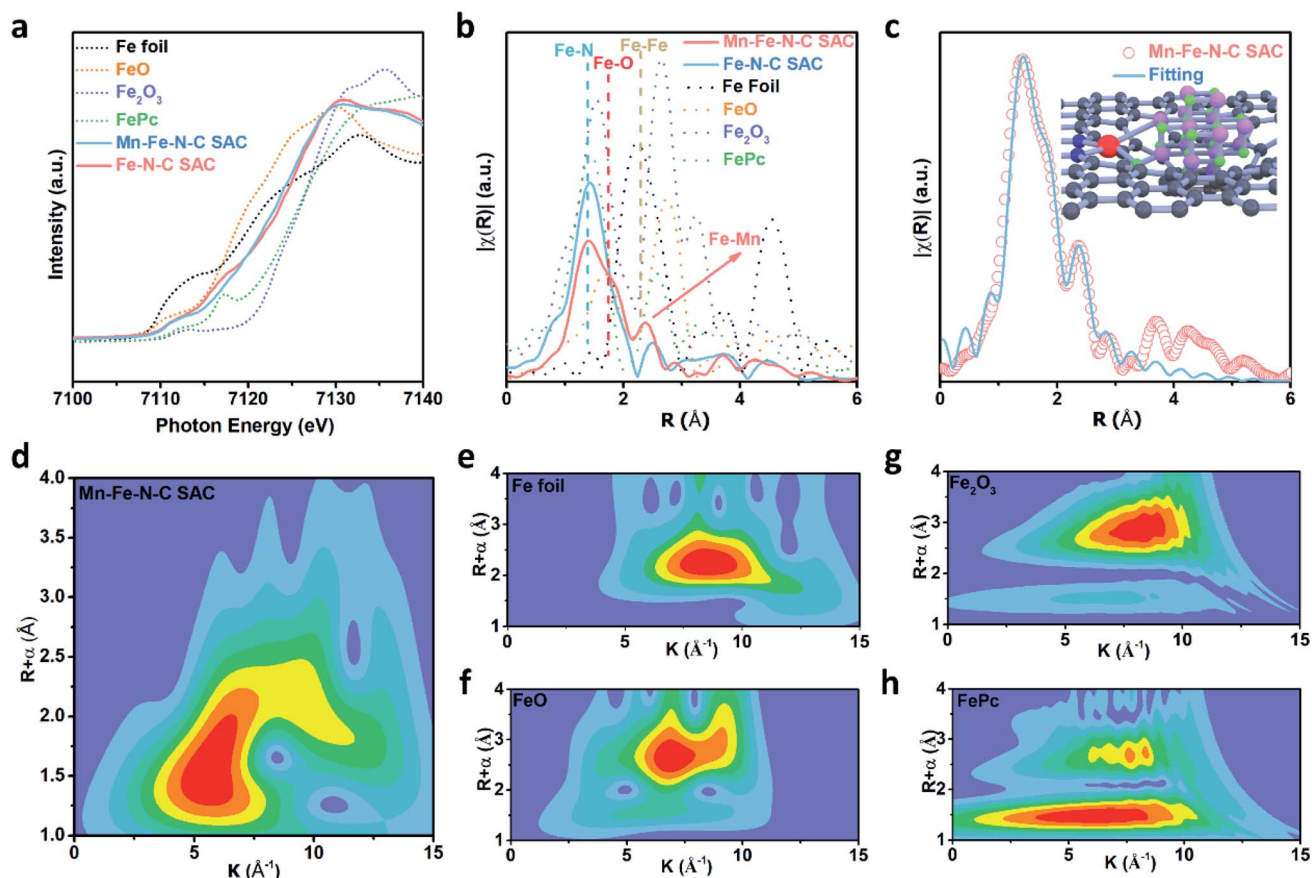 a
Fe foil
FeO
Fe₂O₃
FePc
Mn-Fe-N-C SAC
Fe-N-C SAC
Intensity (a.u.)
7100 7110 7120 7130 7140
Photon Energy (eV)
b
Fe-N
Fe-O
Fe-Fe
Mn-Fe-N-C SAC
Fe-N-C SAC
Fe Foil
FeO
Fe₂O₃
FePc
Fe-Mn
|χ(R)| (a.u.)
0 2 4 6
R (Å)
c
Mn-Fe-N-C SAC
Fitting
|χ(R)| (a.u.)
0 2 4 6
R (Å)
d
Mn-Fe-N-C SAC
R+α (Å)
4.0
3.5
3.0
2.5
2.0
1.5
1.0
0 5 10 15
K (Å⁻¹)
e
Fe foil
R+α (Å)
4
3
2
1
0 5 10 15
K (Å⁻¹)
f
FeO
R+α (Å)
4
3
2
1
0 5 10 15
K (Å⁻¹)
g
Fe₂O₃
R+α (Å)
4
3
2
1
0 5 10 15
K (Å⁻¹)
h
FePc
R+α (Å)
4
3
2
1
0 5 10 15
K (Å⁻¹)